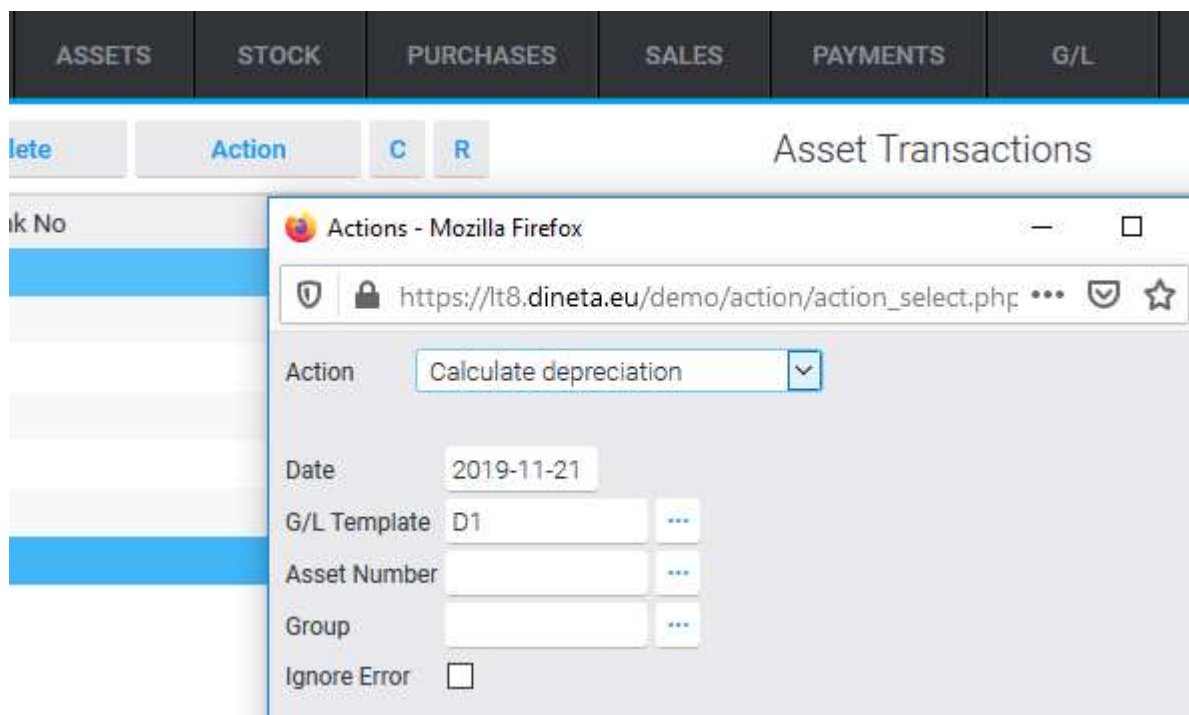 ASSETS STOCK PURCHASES SALES PAYMENTS G/L
lete Action C R Asset Transactions
k No
Actions - Mozilla Firefox
https://lt8.dineta.eu/demo/action/action_select.php •••
Action Calculate depreciation
Date 2019-11-21
G/L Template D1 •••
Asset Number •••
Group •••
Ignore Error